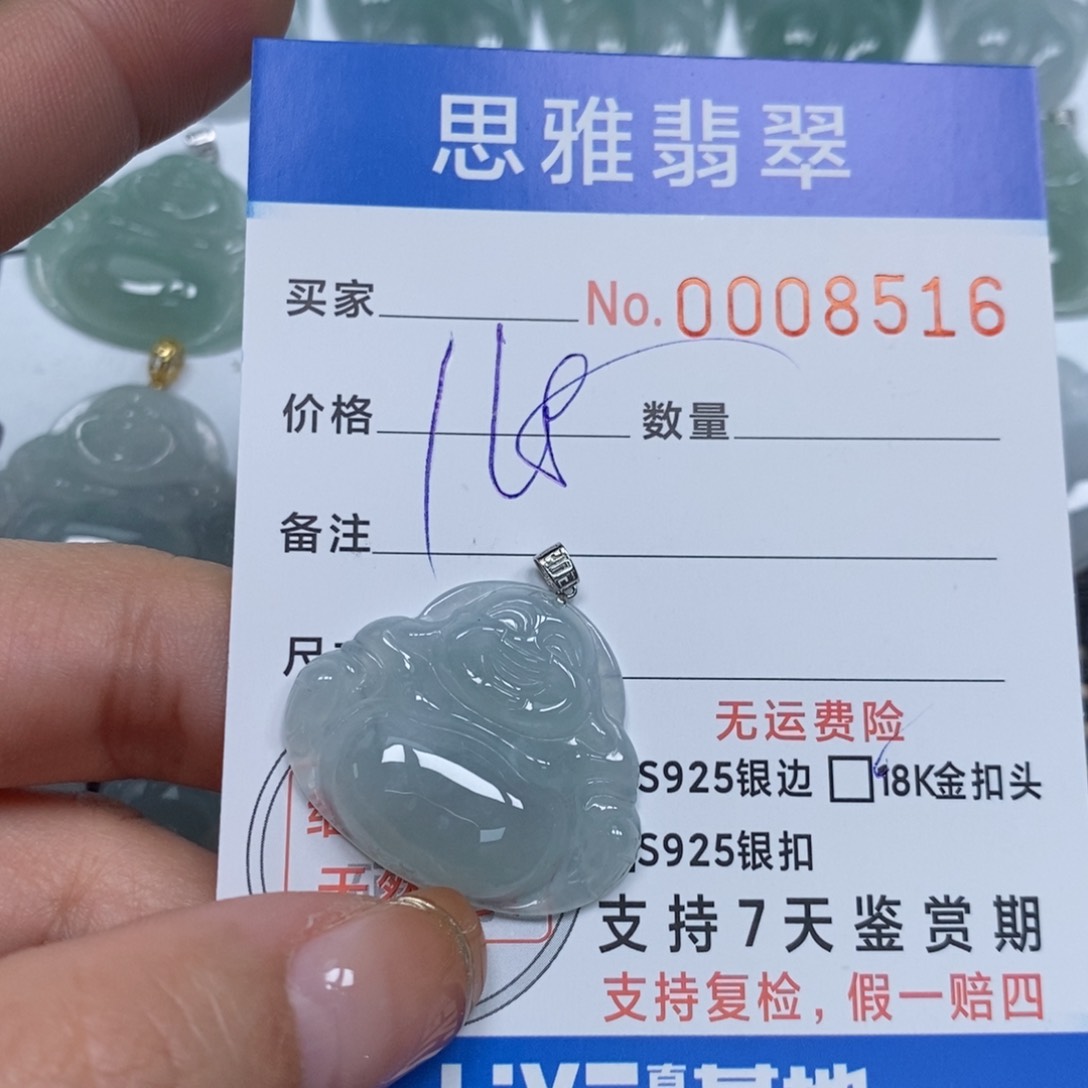 思雅翡翠
买家 No.0008516
价格 168 数量
备注
尺
无运费险
S925银边 18K金扣头
S925银扣
支持7天鉴赏期
支持复检,假一赔四